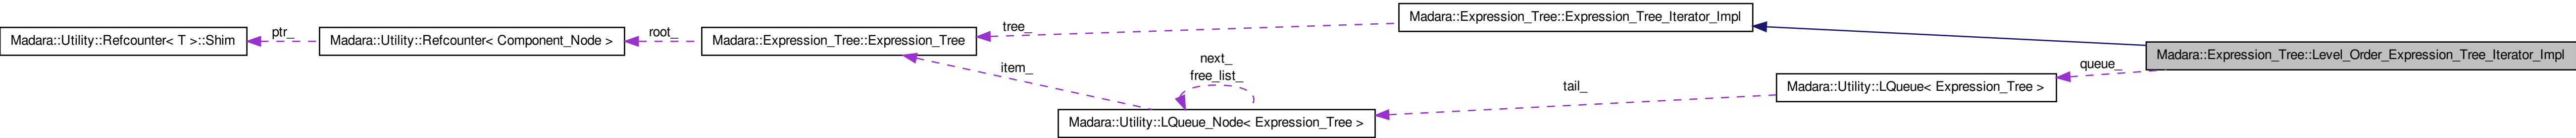 Madara::Utility::Refcounter< T >::Shim
ptr_
Madara::Utility::Refcounter< Component_Node >
root_
Madara::Expression_Tree::Expression_Tree
tree_
item_
next_
free_list_
Madara::Utility::LQueue_Node< Expression_Tree >
Madara::Expression_Tree::Expression_Tree_Iterator_Impl
tail_
Madara::Utility::LQueue< Expression_Tree >
queue_
Madara::Expression_Tree::Level_Order_Expression_Tree_Iterator_Impl